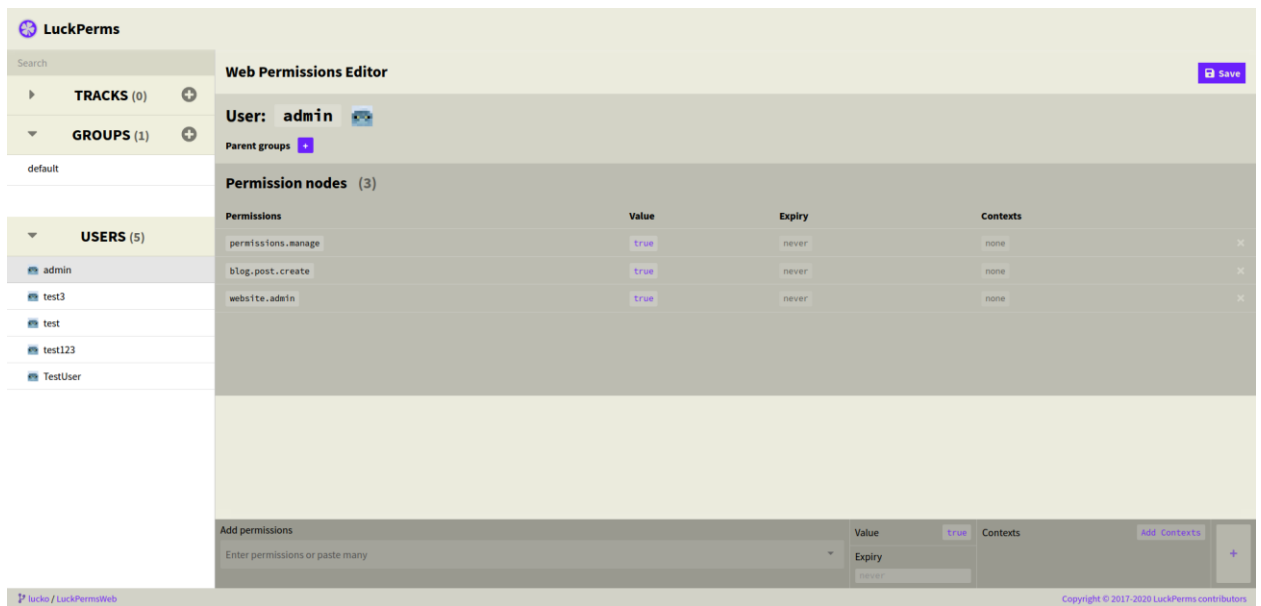 LuckPerms
Search
TRACKS (0)
GROUPS (1)
default
USERS (5)
admin
test3
test
test123
TestUser
Web Permissions Editor
Save
User: admin
Parent groups +
Permission nodes (3)
Permissions Value Expiry Contexts
permissions.manage true never none
blog.post.create true never none
website.admin true never none
Add permissions
Enter permissions or paste many
Value true
Expiry
never
Contexts Add Contexts
+
lucko / LuckPermsWeb
Copyright © 2017-2020 LuckPerms contributors